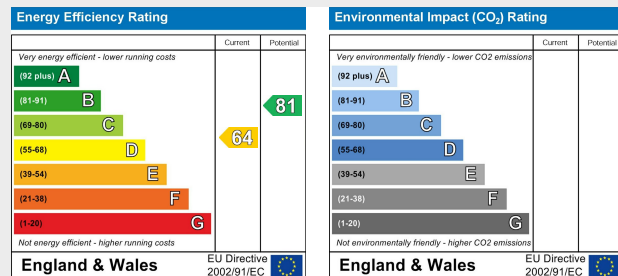 Energy Efficiency Rating
Current Potential
Very energy efficient - lower running costs
(92 plus) A
(81-91) B
(69-80) C
(55-68) D
(39-54) E
(21-38) F
(1-20) G
64
81
Not energy efficient - higher running costs
England & Wales
EU Directive
2002/91/EC
Environmental Impact (CO₂) Rating
Current Potential
Very environmentally friendly - lower CO2 emissions
(92 plus) A
(81-91) B
(69-80) C
(55-68) D
(39-54) E
(21-38) F
(1-20) G
Not environmentally friendly - higher CO2 emissions
England & Wales
EU Directive
2002/91/EC